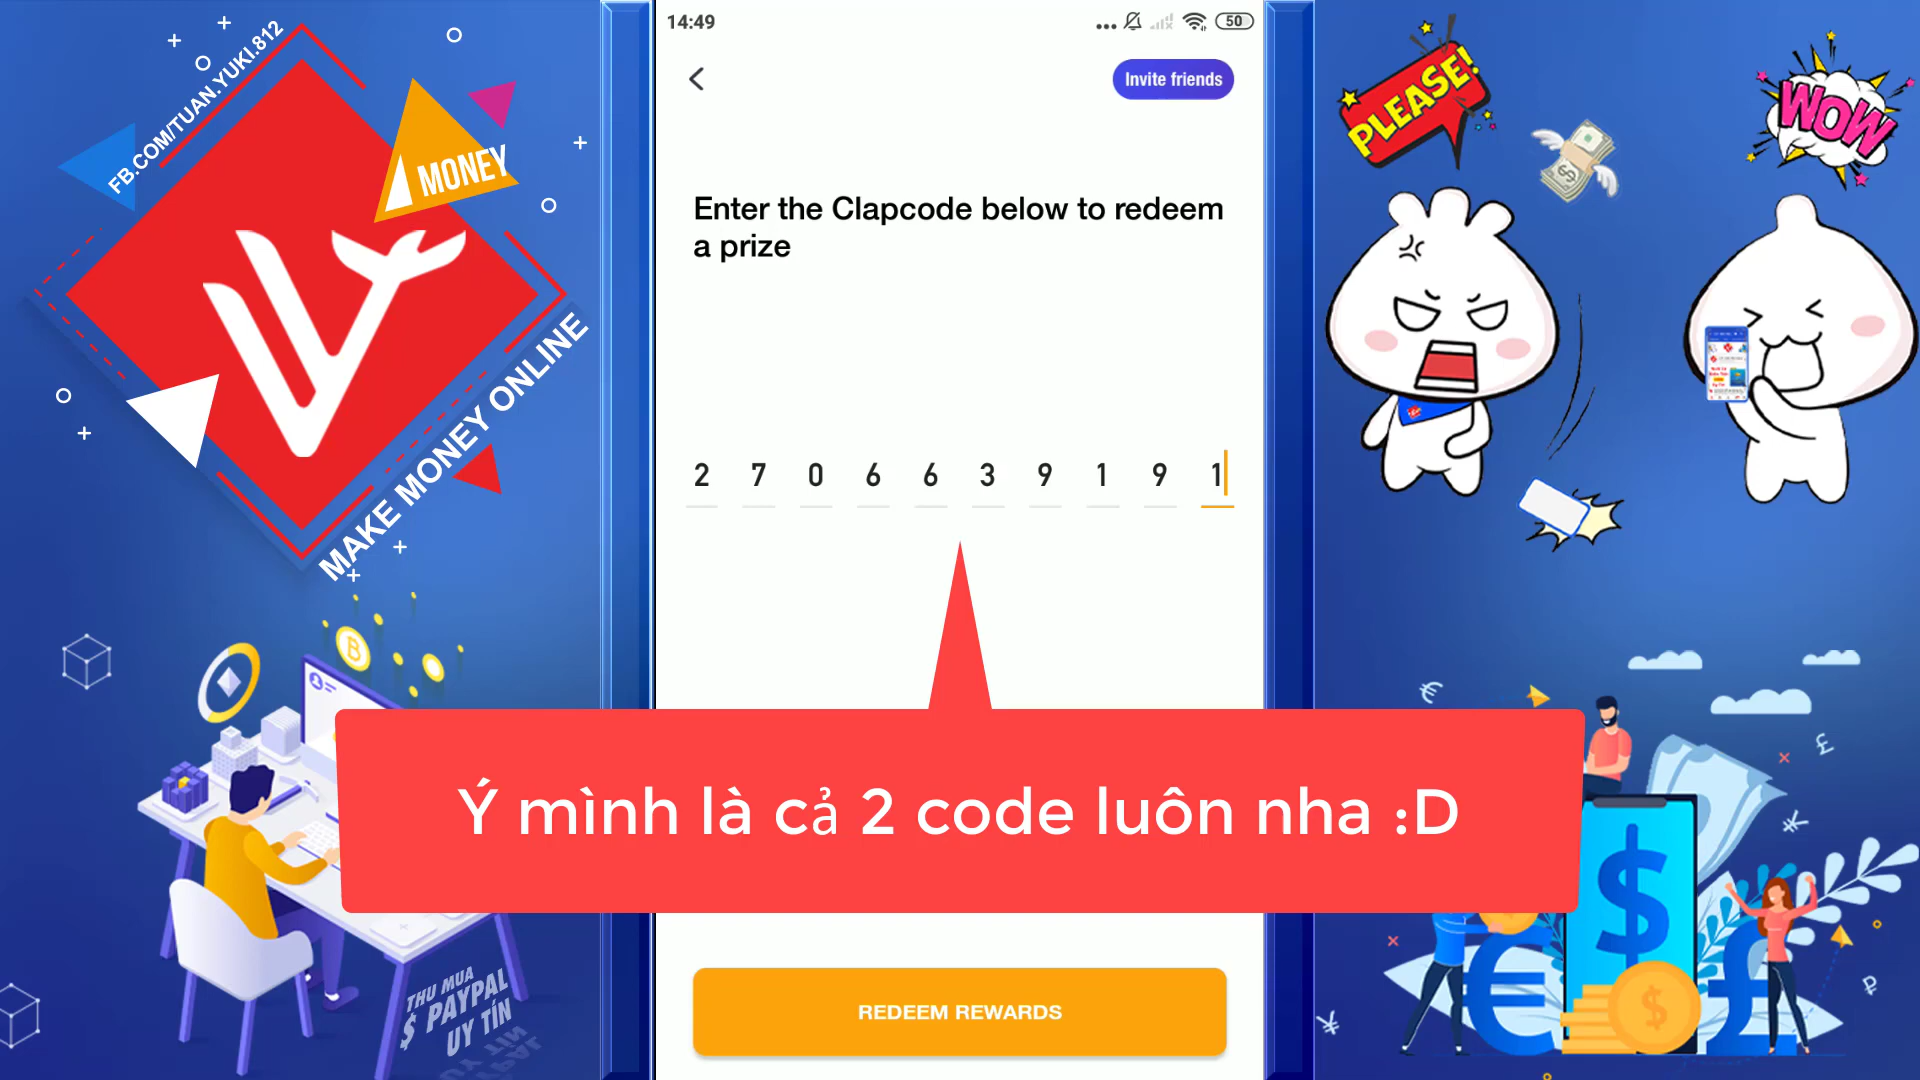 FB.COM/TUAN.YUKI.812
MONEY
MAKE MONEY ONLINE
14:49
50
Invite friends
Enter the Clapcode below to redeem
a prize
2 7 0 6 6 3 9 1 9 1
Ý mình là cả 2 code luôn nha :D
REDEEM REWARDS
PLEASE!
WOW
THU MUA
$ PAYPAL
UY TÍN